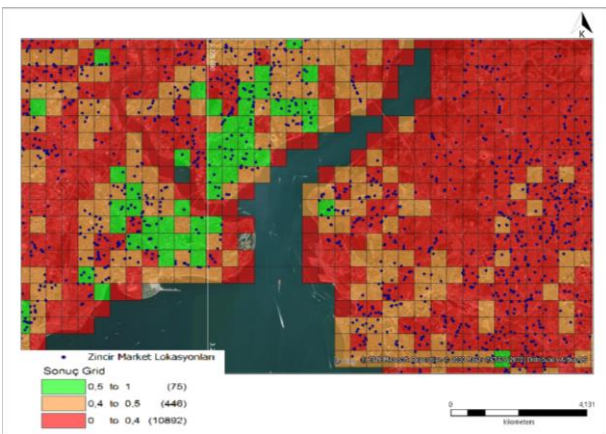 K
Zincir Market Lokasyonları
Sonuç Grid
0,5 to 1 (75)
0,4 to 0,5 (446)
0 to 0,4 (10892)
0 4,131
kilometers